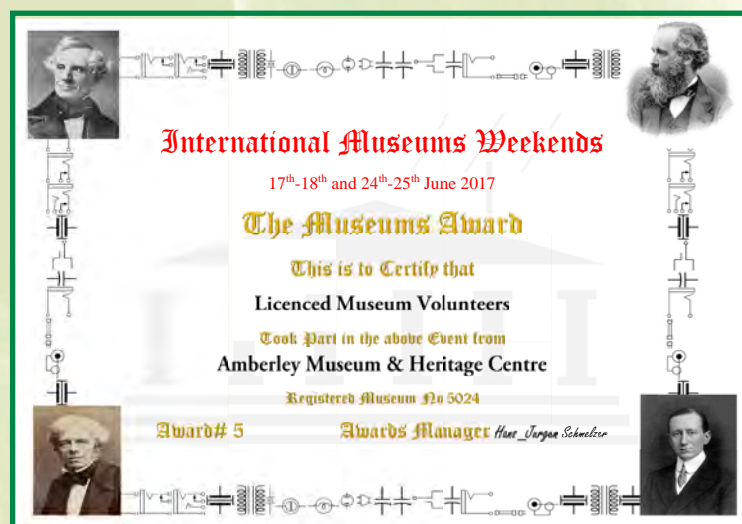 International Museums Weekends
17th-18th and 24th-25th June 2017
The Museums Award
This is to Certify that
Licenced Museum Volunteers
Took Part in the above Event from
Amberley Museum & Heritage Centre
Registered Museum No 5024
Award# 5 Awards Manager Hans_Jurgen Schmelzer